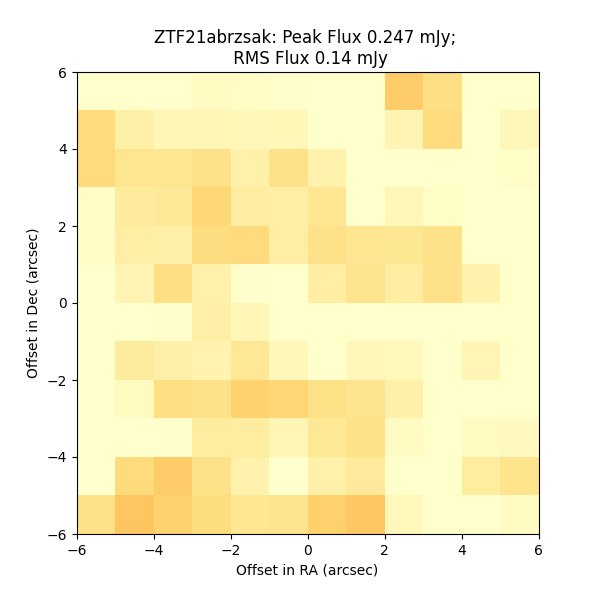 ZTF21abrzsak: Peak Flux 0.247 mJy;
RMS Flux 0.14 mJy
6
4
2
0
−2
−4
−6
Offset in Dec (arcsec)
−6 −4 −2 0 2 4 6
Offset in RA (arcsec)